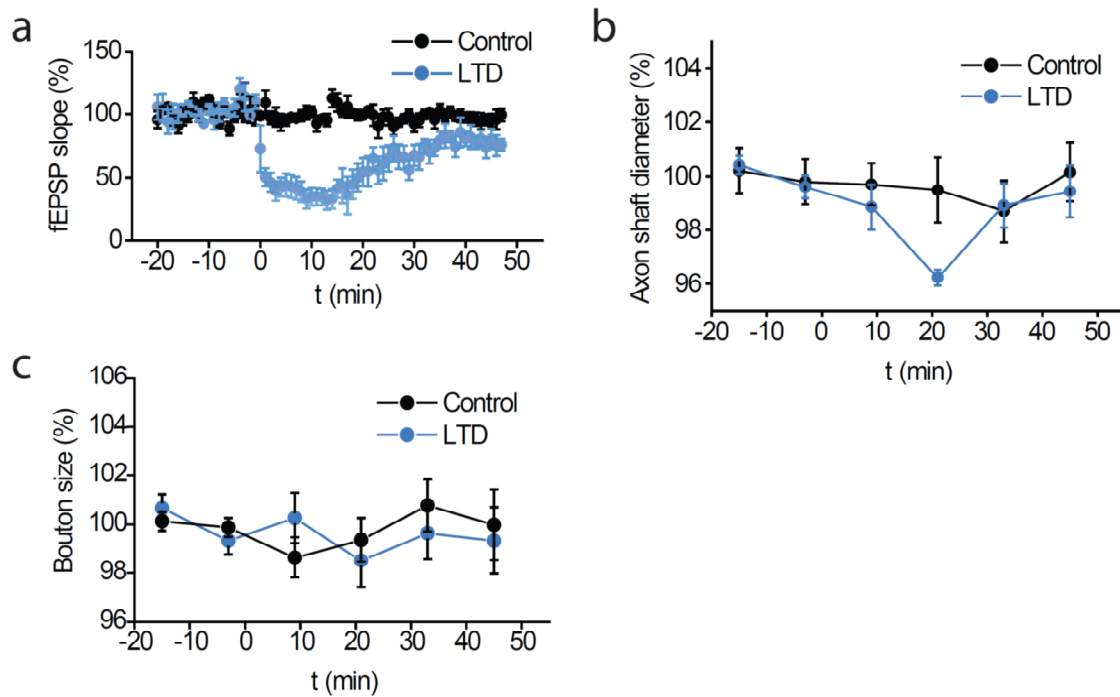 a
150
100
50
0
fEPSP slope (%)
Control
LTD
-20 -10 0 10 20 30 40 50
t (min)
b
104
102
100
98
96
Axon shaft diameter (%)
Control
LTD
-20 -10 0 10 20 30 40 50
t (min)
c
106
104
102
100
98
96
Bouton size (%)
Control
LTD
-20 -10 0 10 20 30 40 50
t (min)